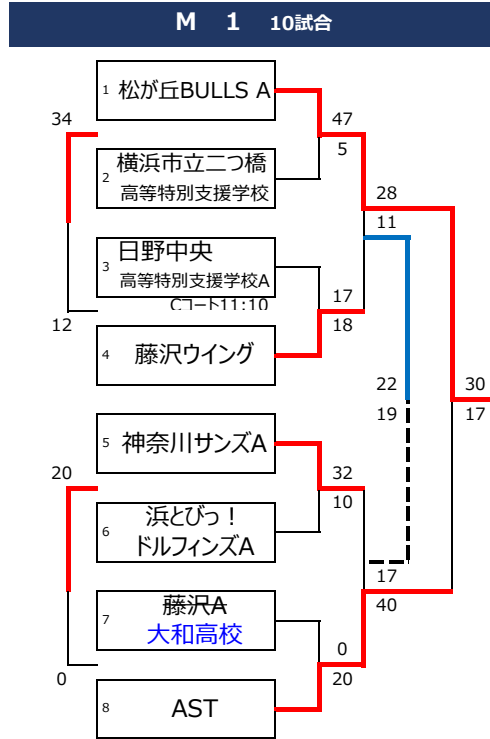 M 1 10試合
1 松が丘BULLS A
34
47
5
2 横浜市立二つ橋
高等特別支援学校
28
11
3 日野中央
高等特別支援学校A
Cコート11:10
17
12
18
4 藤沢ウイング
22
30
19
17
5 神奈川サンズA
20
32
10
6 浜とびっ！
ドルフィンズA
17
40
7 藤沢A
大和高校
0
0
20
8 AST